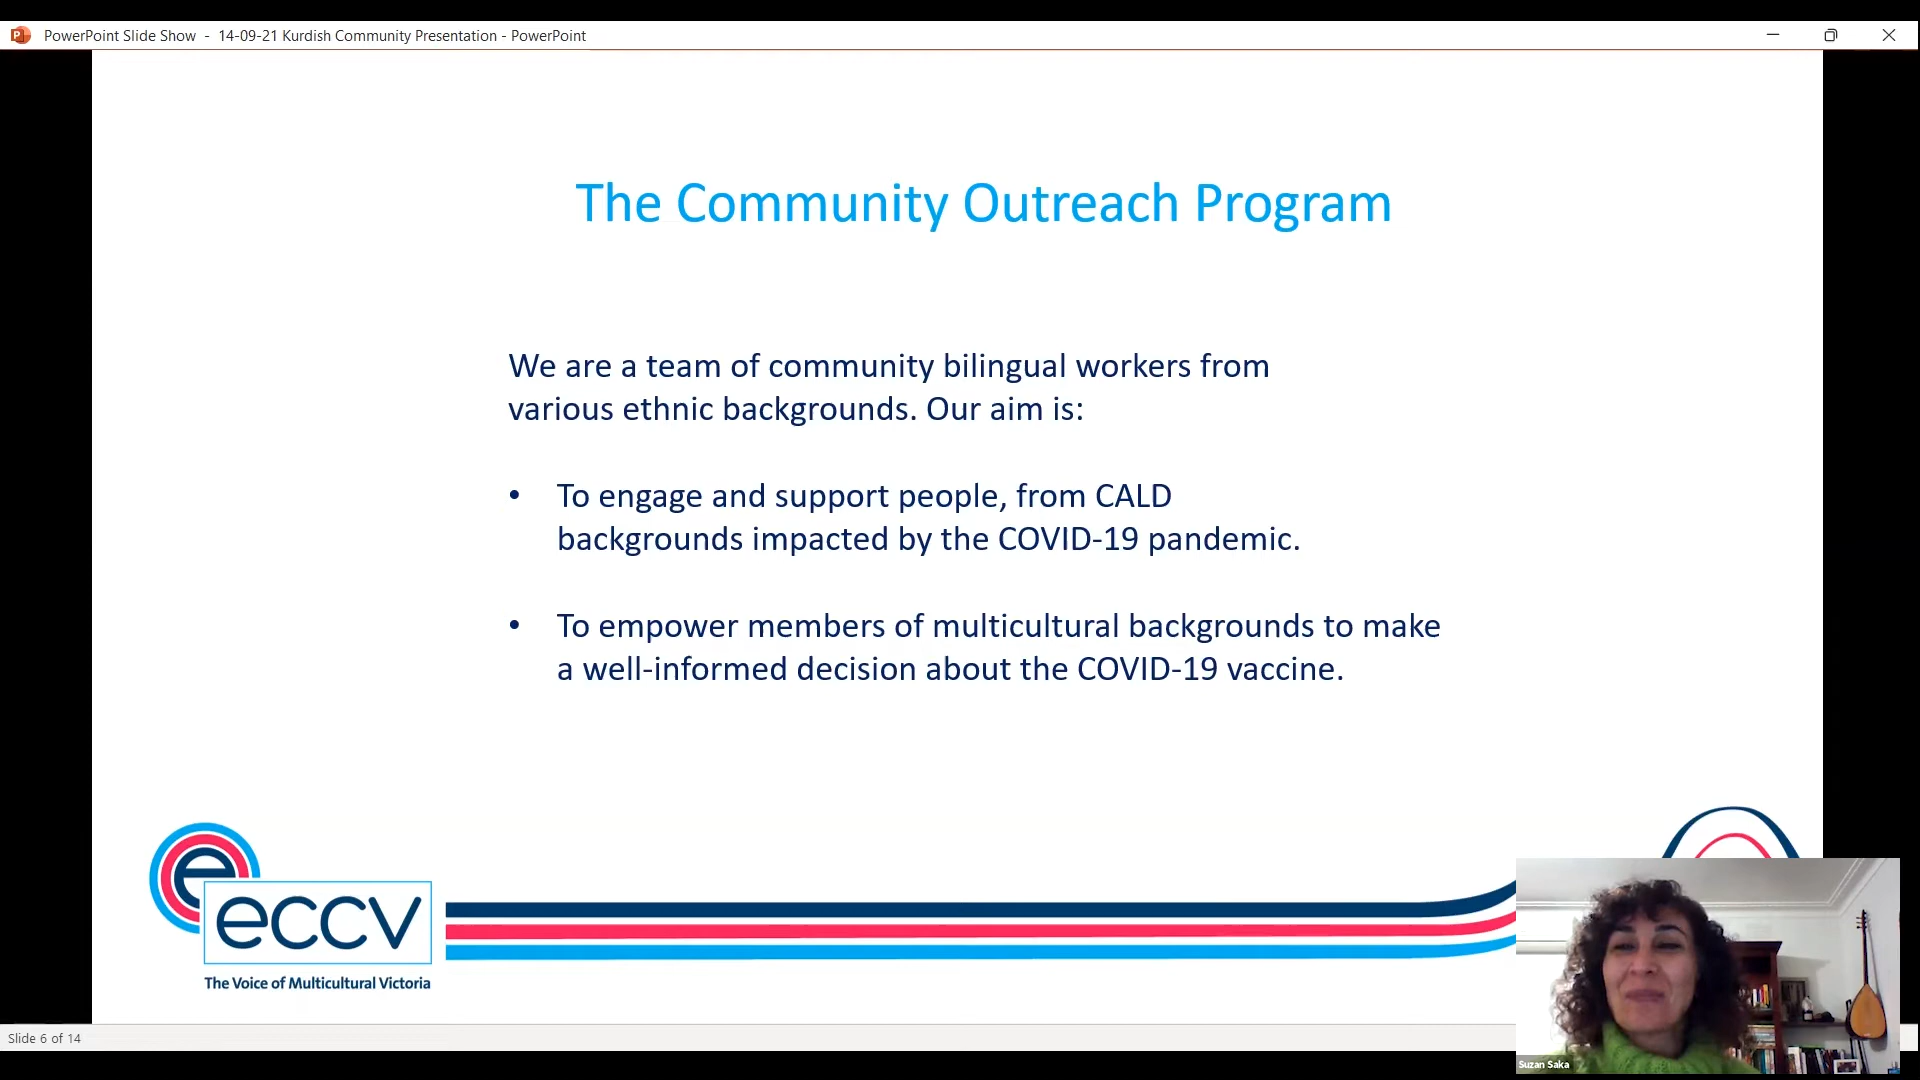 PowerPoint Slide Show - 14-09-21 Kurdish Community Presentation - PowerPoint
The Community Outreach Program
We are a team of community bilingual workers from
various ethnic backgrounds. Our aim is:
• To engage and support people, from CALD
backgrounds impacted by the COVID-19 pandemic.
• To empower members of multicultural backgrounds to make
a well-informed decision about the COVID-19 vaccine.
e
eccv
The Voice of Multicultural Victoria
Slide 6 of 14
Suzan Saka